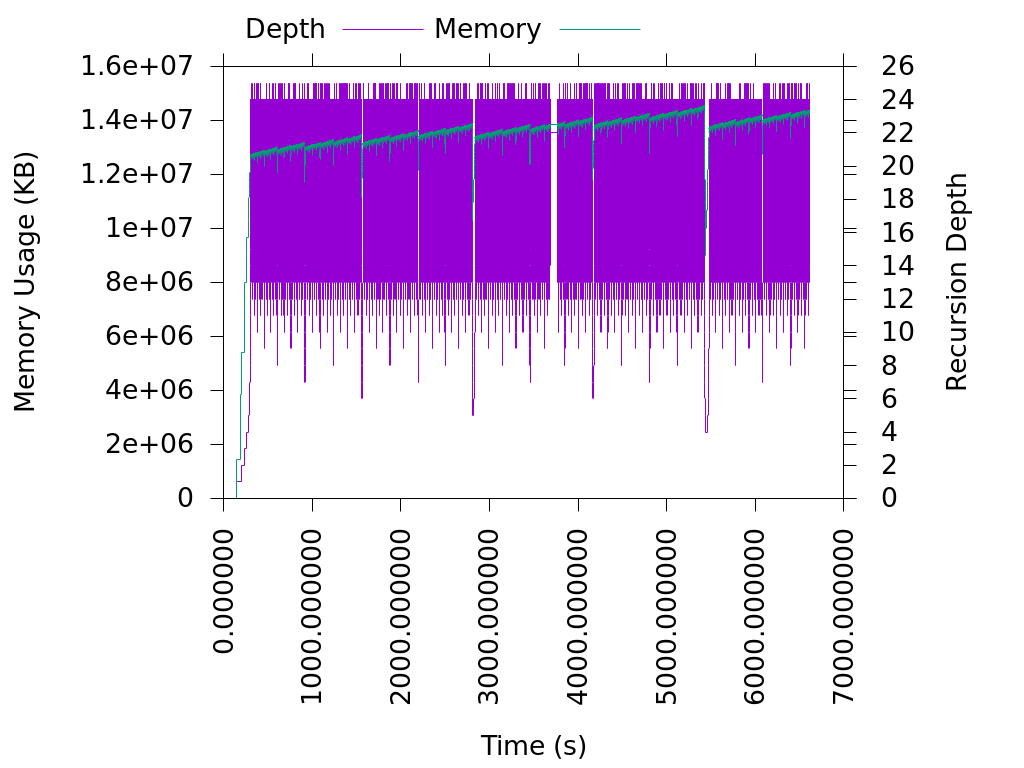 Depth Memory
1.6e+07
1.4e+07
1.2e+07
1e+07
8e+06
6e+06
4e+06
2e+06
0
Memory Usage (KB)
26
24
22
20
18
16
14
12
10
8
6
4
2
0
Recursion Depth
0.000000
1000.000000
2000.000000
3000.000000
4000.000000
5000.000000
6000.000000
7000.000000
Time (s)